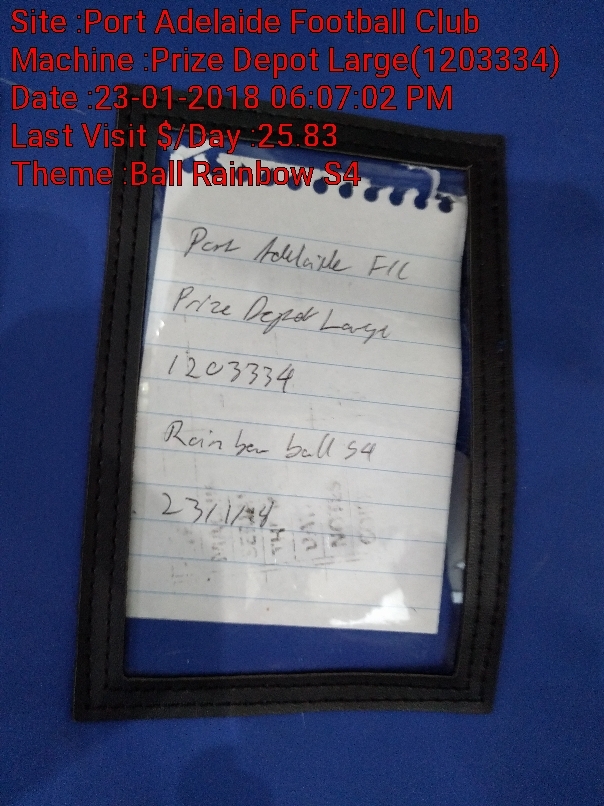 Site :Port Adelaide Football Club
Machine :Prize Depot Large(1203334)
Date :23-01-2018 06:07:02 PM
Last Visit $/Day :25.83
Theme :Ball Rainbow S4
Port Adelaide F/C
Prize Depot Large
1203334
Rainbow ball S4
23/1/18
NOTES